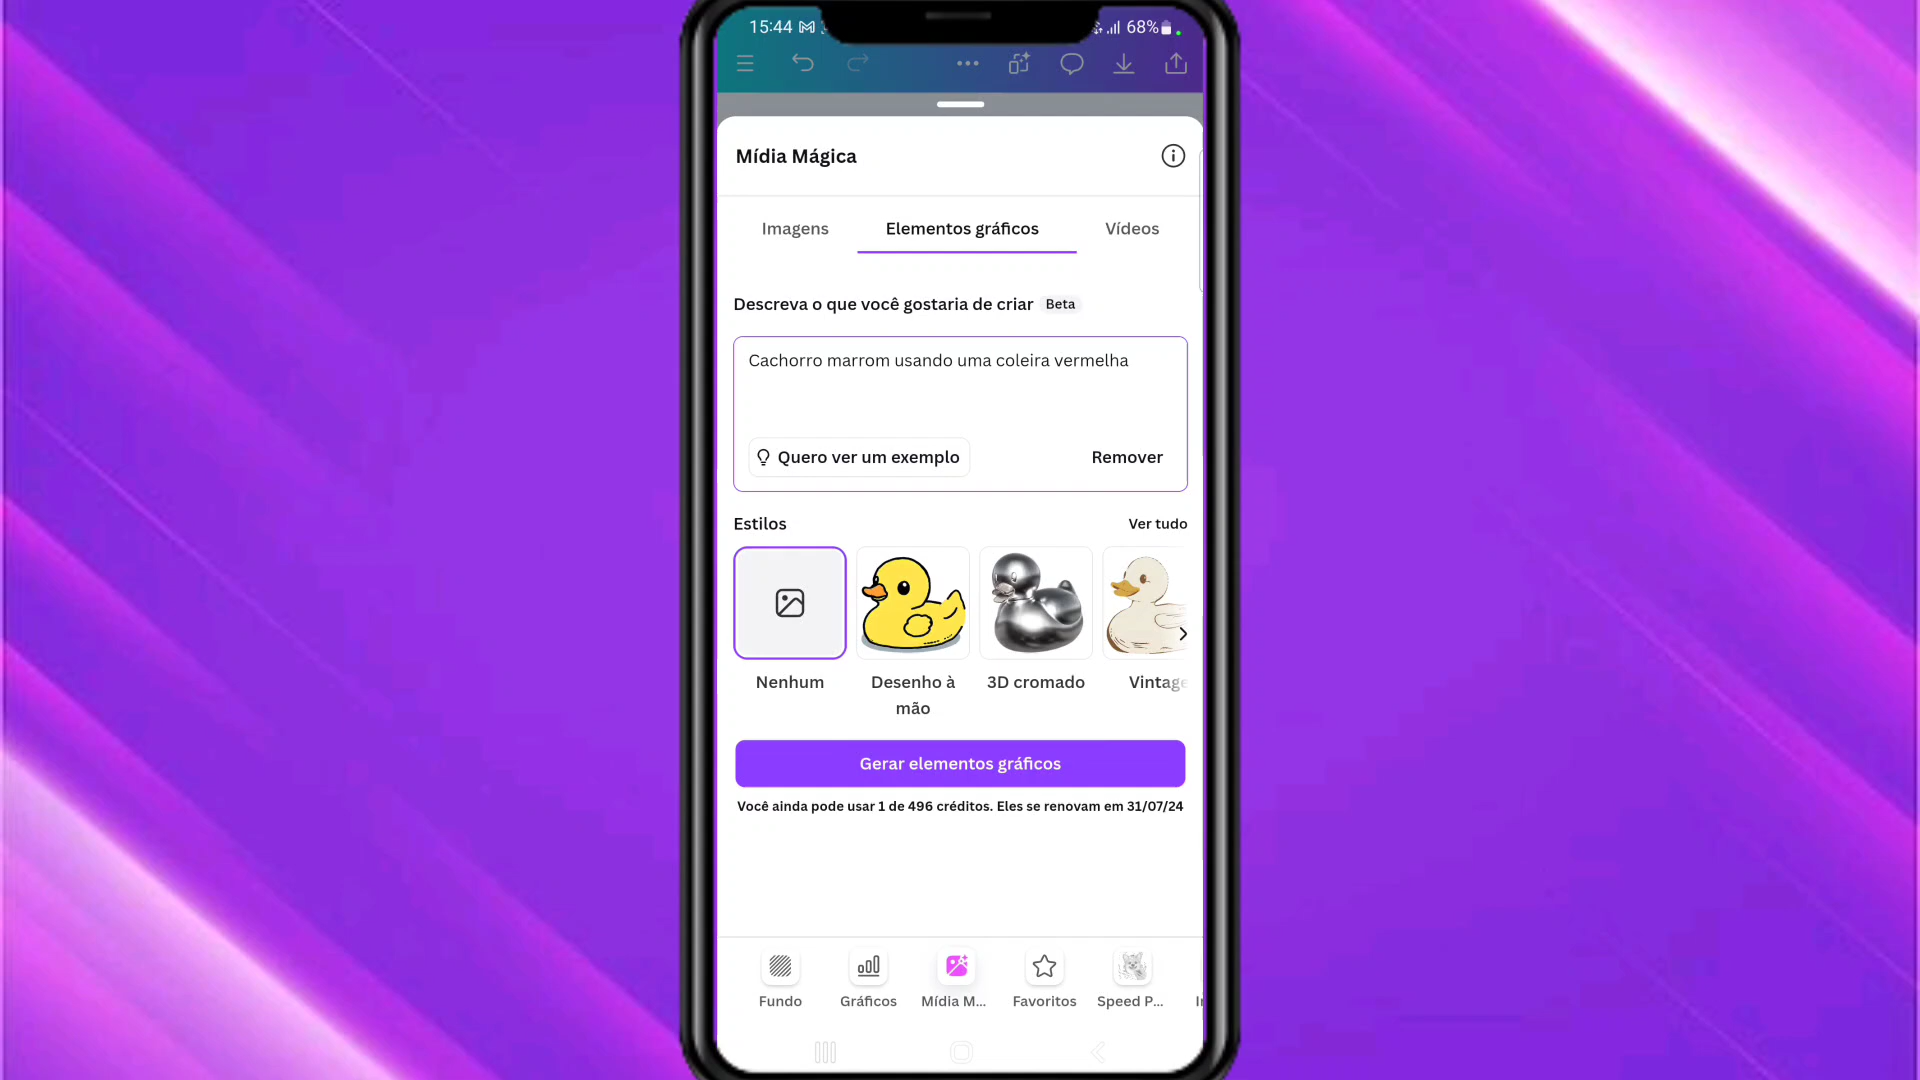 15:44
68%
Mídia Mágica
Imagens
Elementos gráficos
Vídeos
Descreva o que você gostaria de criar Beta
Cachorro marrom usando uma coleira vermelha
Quero ver um exemplo
Remover
Estilos
Ver tudo
Nenhum
Desenho à
mão
3D cromado
Vintage
Gerar elementos gráficos
Você ainda pode usar 1 de 496 créditos. Eles se renovam em 31/07/24
Fundo
Gráficos
Mídia M...
Favoritos
Speed P...